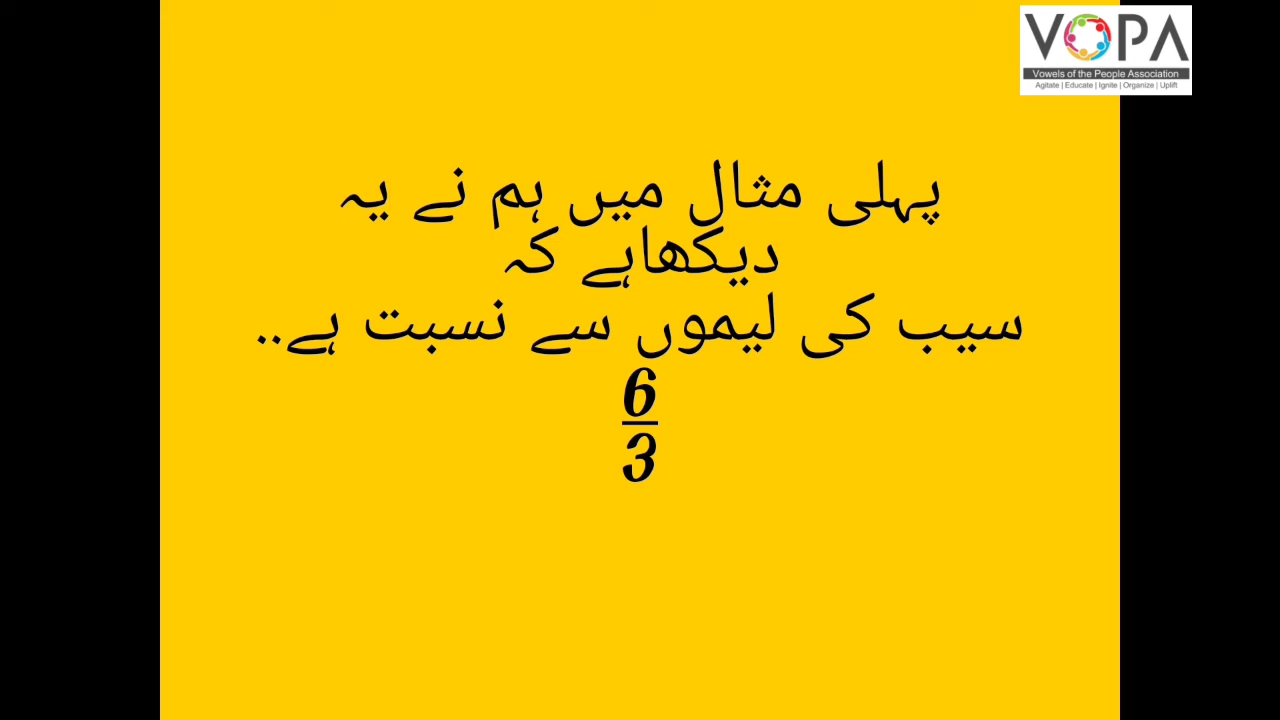 VOPA
Vowels of the People Association
Agitate | Educate | Ignite | Organize | Uplift
پہلی مثال میں ہم نے یہ
دیکھاہے کہ
سیب کی لیموں سے نسبت ہے..
6
3